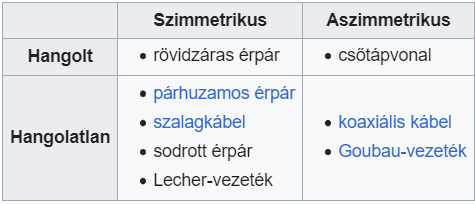 Szimmetrikus Aszimmetrikus
Hangolt • rövidzáras érpár • csőtápvonal
• párhuzamos érpár
• szalagkábel • koaxiális kábel
Hangolatlan
• sodrott érpár • Goubau-vezeték
• Lecher-vezeték